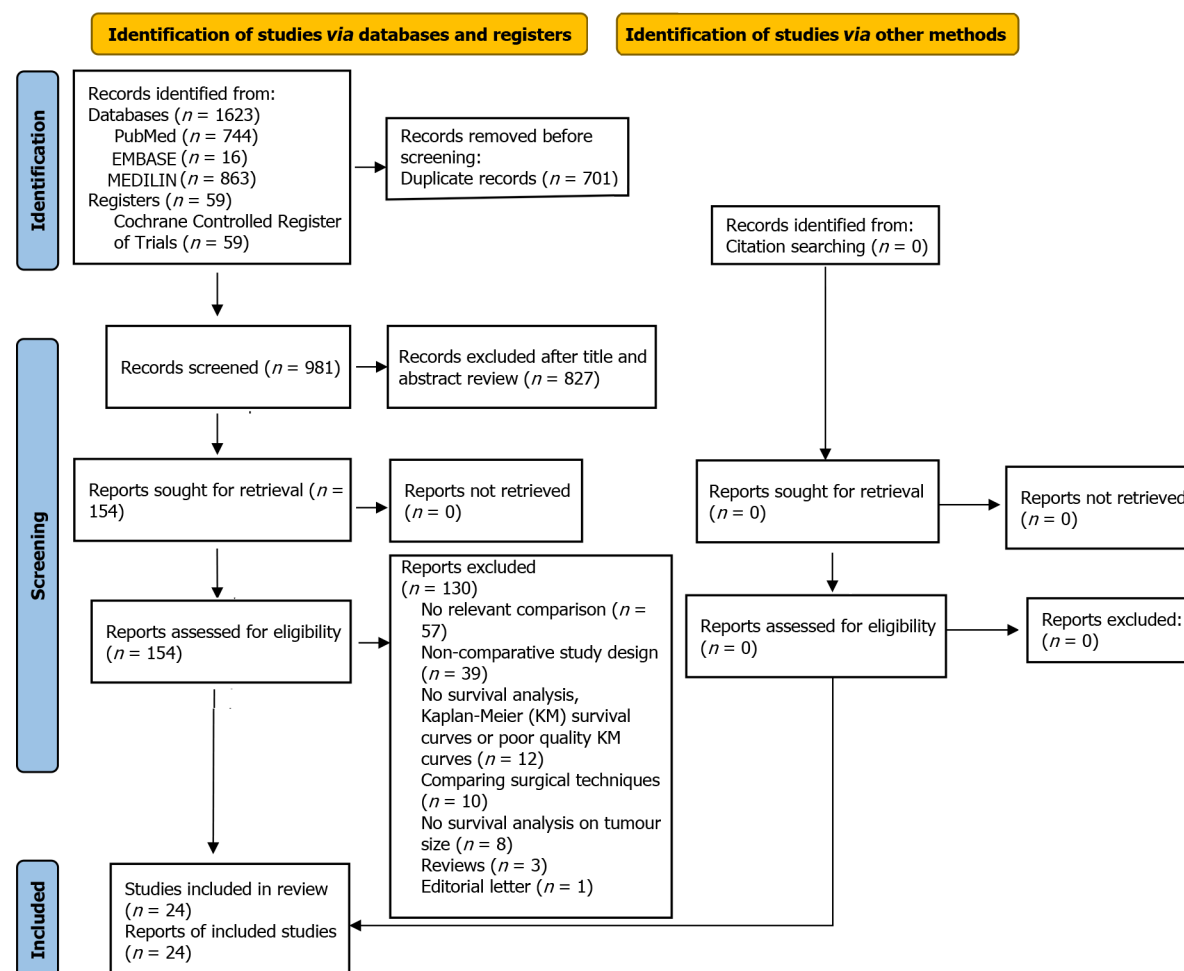 Identification of studies via databases and registers
Identification of studies via other methods
Identification
Records identified from:
Databases (n = 1623)
PubMed (n = 744)
EMBASE (n = 16)
MEDILIN (n = 863)
Registers (n = 59)
Cochrane Controlled Register
of Trials (n = 59)
Records removed before
screening:
Duplicate records (n = 701)
Records identified from:
Citation searching (n = 0)
Screening
Records screened (n = 981)
Records excluded after title and
abstract review (n = 827)
Reports sought for retrieval (n =
154)
Reports not retrieved
(n = 0)
Reports sought for retrieval
(n = 0)
Reports not retrieved
(n = 0)
Reports assessed for eligibility
(n = 154)
Reports excluded
(n = 130)
No relevant comparison (n =
57)
Non-comparative study design
(n = 39)
No survival analysis,
Kaplan-Meier (KM) survival
curves or poor quality KM
curves (n = 12)
Comparing surgical techniques
(n = 10)
No survival analysis on tumour
size (n = 8)
Reviews (n = 3)
Editorial letter (n = 1)
Reports assessed for eligibility
(n = 0)
Reports excluded:
(n = 0)
Included
Studies included in review
(n = 24)
Reports of included studies
(n = 24)